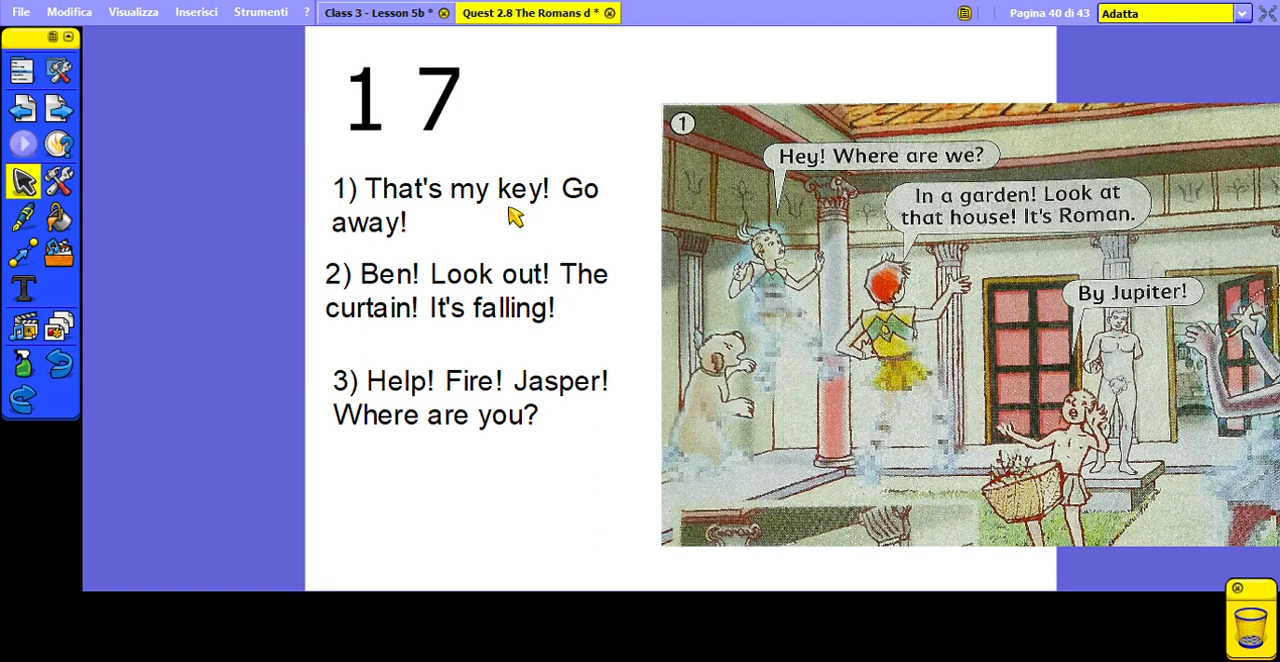 File Modifica Visualizza Inserisci Strumenti ? Class 3 - Lesson 5b * Quest 2.8 The Romans d * Pagina 40 di 43 Adatta
1 7
1) That's my key! Go
away!
2) Ben! Look out! The
curtain! It's falling!
3) Help! Fire! Jasper!
Where are you?
1
Hey! Where are we?
In a garden! Look at
that house! It's Roman.
By Jupiter!